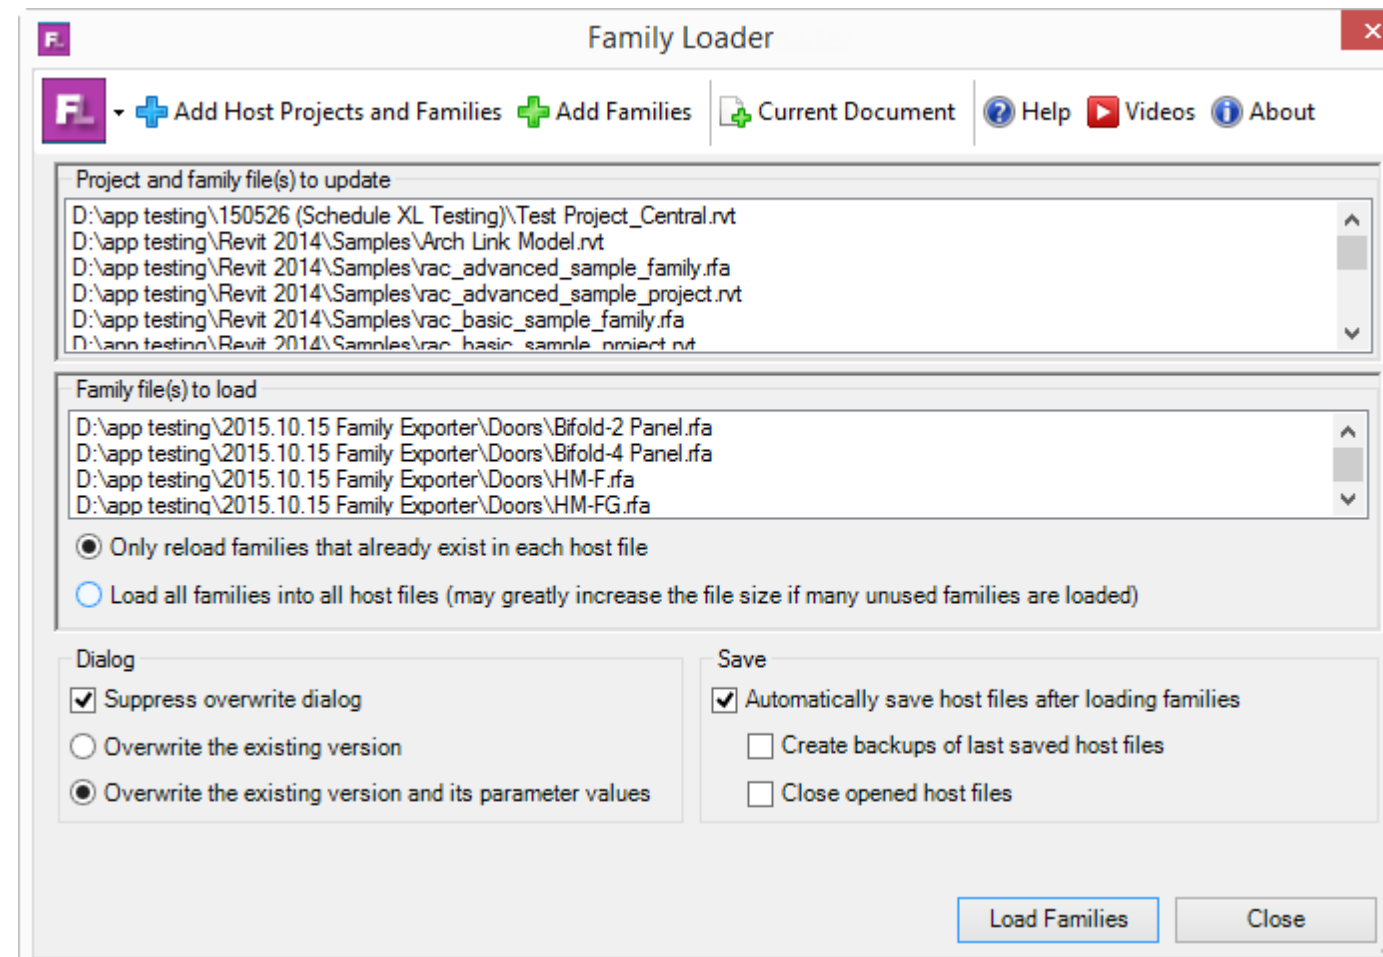 FL Family Loader
FL Add Host Projects and Families Add Families Current Document Help Videos About
Project and family file(s) to update
D:\app testing\150526 (Schedule XL Testing)\Test Project_Central.rvt
D:\app testing\Revit 2014\Samples\Arch Link Model.rvt
D:\app testing\Revit 2014\Samples\rac_advanced_sample_family.rfa
D:\app testing\Revit 2014\Samples\rac_advanced_sample_project.rvt
D:\app testing\Revit 2014\Samples\rac_basic_sample_family.rfa
D:\app testing\Revit 2014\Samples\rac_basic_sample_project.rvt
Family file(s) to load
D:\app testing\2015.10.15 Family Exporter\Doors\Bifold-2 Panel.rfa
D:\app testing\2015.10.15 Family Exporter\Doors\Bifold-4 Panel.rfa
D:\app testing\2015.10.15 Family Exporter\Doors\HM-F.rfa
D:\app testing\2015.10.15 Family Exporter\Doors\HM-FG.rfa
Only reload families that already exist in each host file
Load all families into all host files (may greatly increase the file size if many unused families are loaded)
Dialog
Suppress overwrite dialog
Overwrite the existing version
Overwrite the existing version and its parameter values
Save
Automatically save host files after loading families
Create backups of last saved host files
Close opened host files
Load Families Close